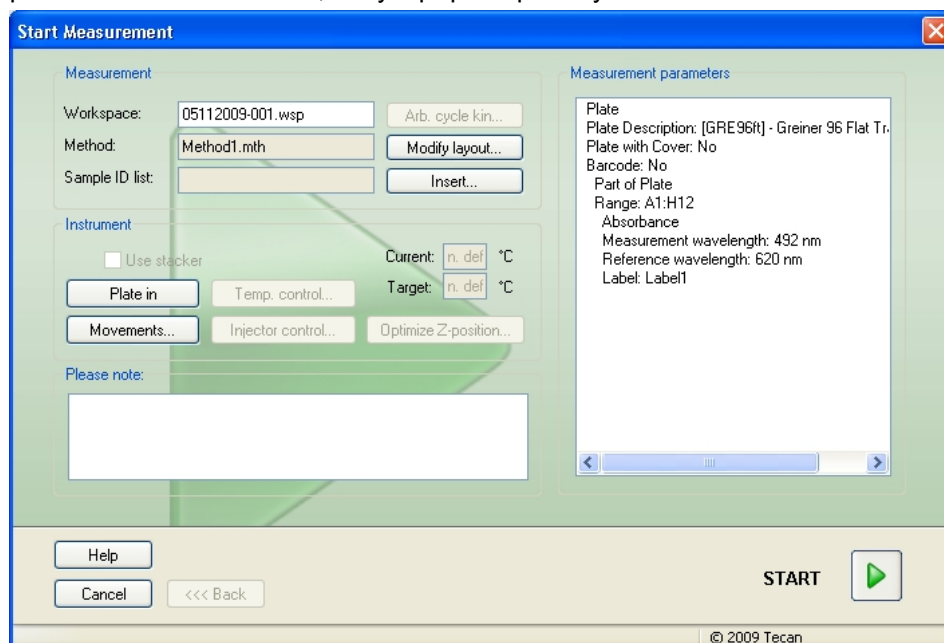 Start Measurement
Measurement
Workspace: 05112009-001.wsp Arb. cycle kin...
Method: Method1.mth Modify layout...
Sample ID list: Insert...
Instrument
Use stacker
Current: n. def °C
Plate in Temp. control... Target: n. def °C
Movements... Injector control... Optimize Z-position...
Please note:
Help
Cancel <<< Back
Measurement parameters
Plate
Plate Description: [GRE96ft] - Greiner 96 Flat Tr
Plate with Cover: No
Barcode: No
Part of Plate
Range: A1:H12
Absorbance
Measurement wavelength: 492 nm
Reference wavelength: 620 nm
Label: Label1
START
© 2009 Tecan